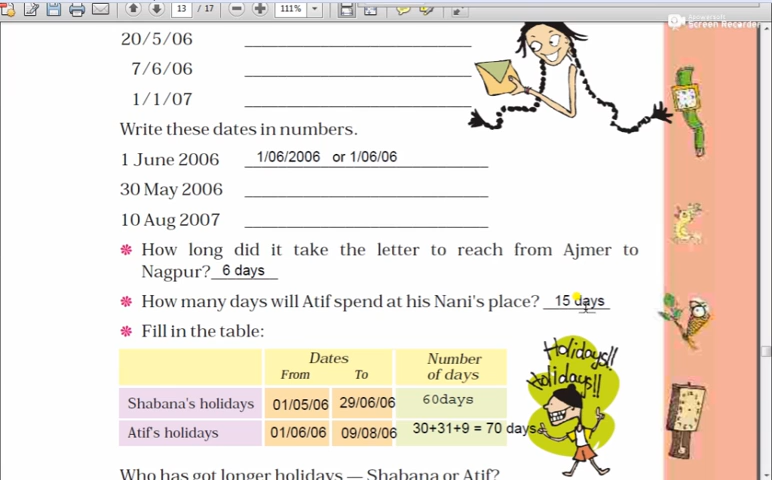 13 / 17 111%
Screen Recorder
20/5/06
7/6/06
1/1/07
Write these dates in numbers.
1 June 2006 1/06/2006 or 1/06/06
30 May 2006
10 Aug 2007
How long did it take the letter to reach from Ajmer to
Nagpur? 6 days
How many days will Atif spend at his Nani's place? 15 days
Fill in the table:
Dates Number
From To of days
Shabana's holidays 01/05/06 29/06/06 60days
Atif's holidays 01/06/06 09/08/06 30+31+9 = 70 days
Holidays!!
Holidays!!
Who has got longer holidays — Shabana or Atif?